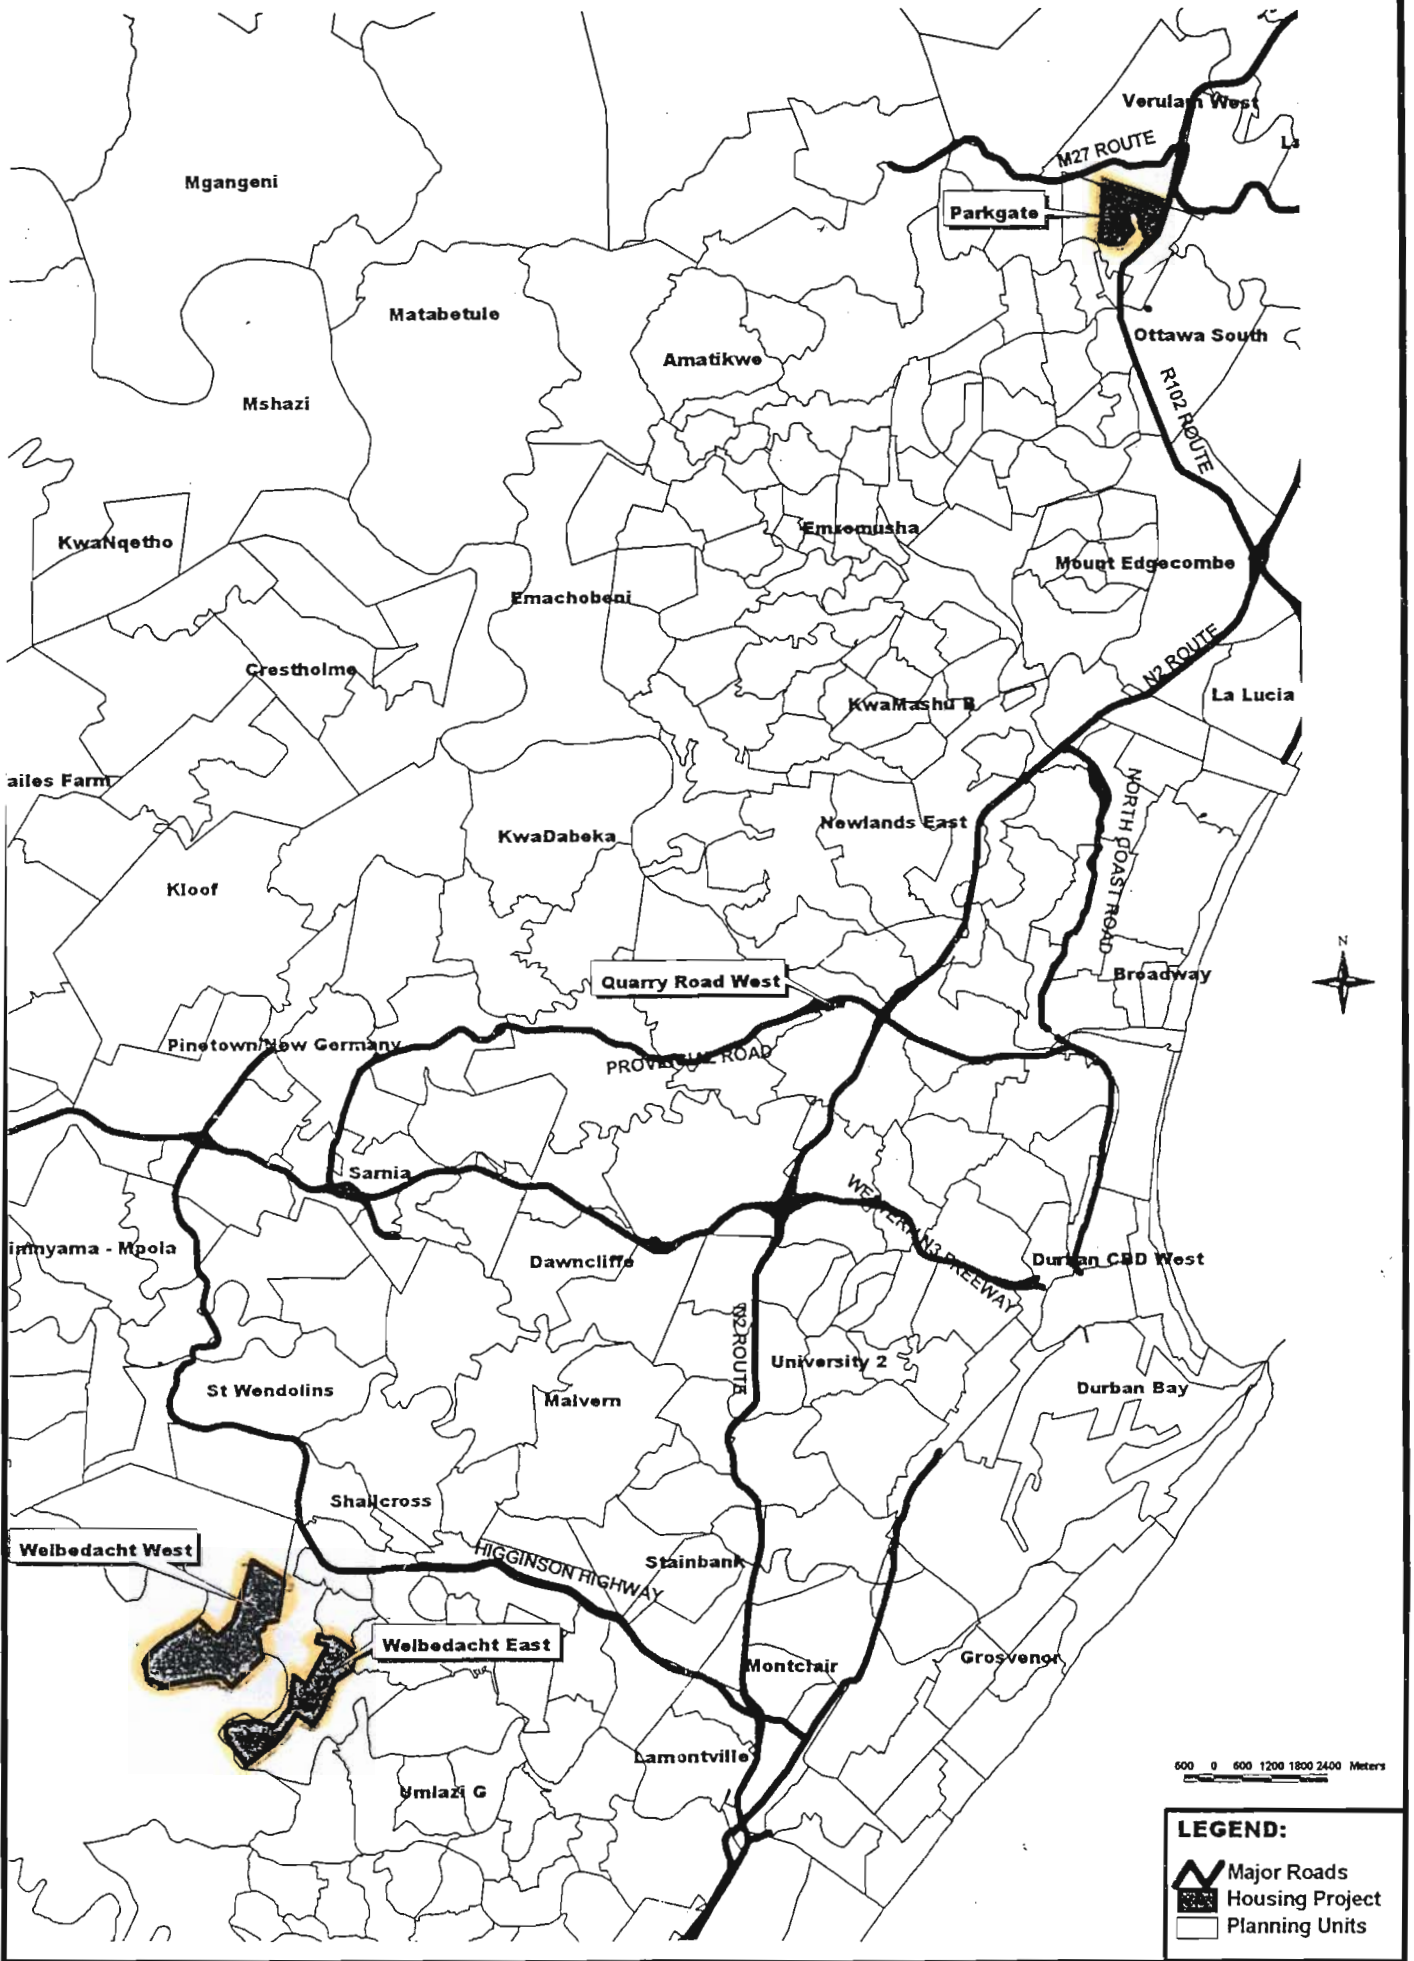 Verulam West
M27 ROUTE
Mgangeni
Parkgate
Matabetule
Ottawa South
Amatikwe
R102 ROUTE
Mshazi
KwaNqetho
Emzomusha
Mount Edgecombe
Emachobeni
N2 ROUTE
Crestholme
La Lucia
KwaMashu B
ailes Farm
NORTH COAST ROAD
Newlands East
KwaDabeka
Kloof
N
Broadway
Quarry Road West
Pinetown/New Germany
PROVINCIAL ROAD
Sarnia
WESTERN N3 FREEWAY
imnyama - Mpola
Dawncliffe
Durban CBD West
N2 ROUTE
University 2
St Wendolins
Malvern
Durban Bay
Shallcross
Welbedacht West
HIGGINSON HIGHWAY
Stainbank
Welbedacht East
Montclair
Grosvenor
Lamontville
Umlazi G
600 0 600 1200 1800 2400 Meters
LEGEND:
Major Roads
Housing Project
Planning Units